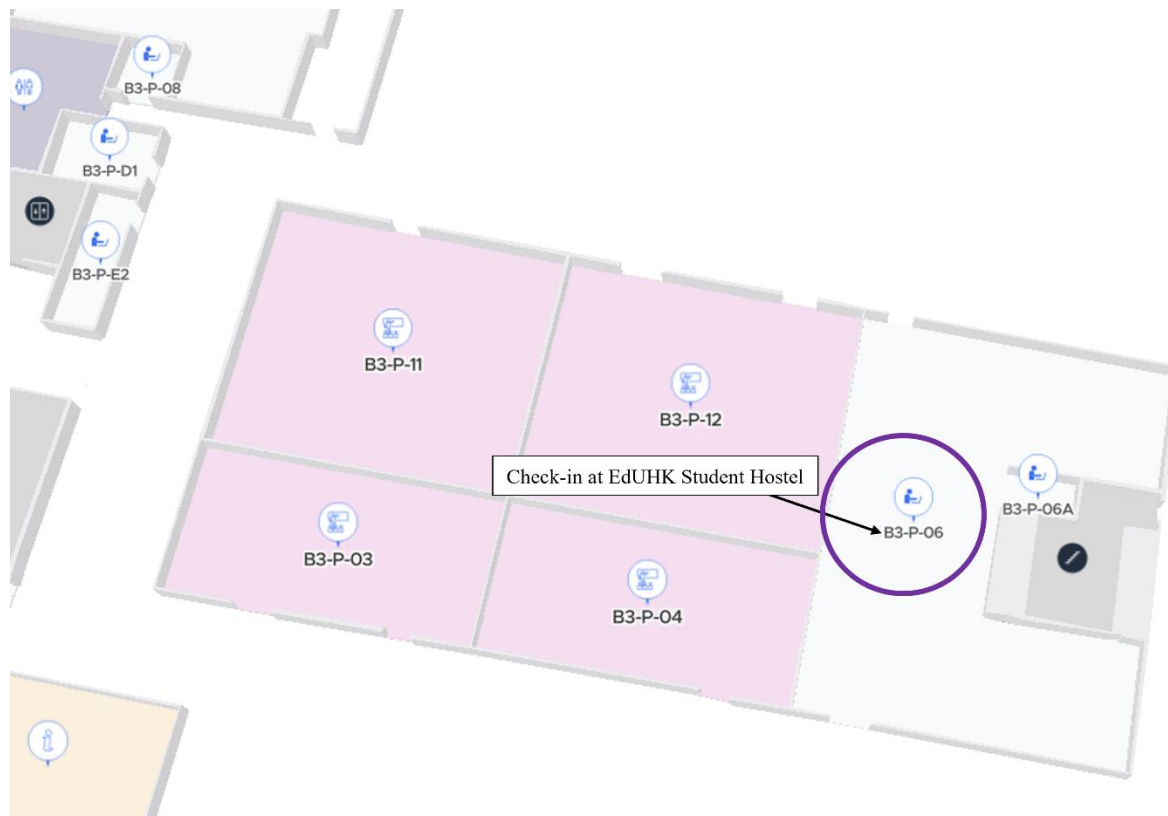 B3-P-08
B3-P-D1
B3-P-E2
B3-P-11
B3-P-12
Check-in at EdUHK Student Hostel
B3-P-06
B3-P-06A
B3-P-03
B3-P-04